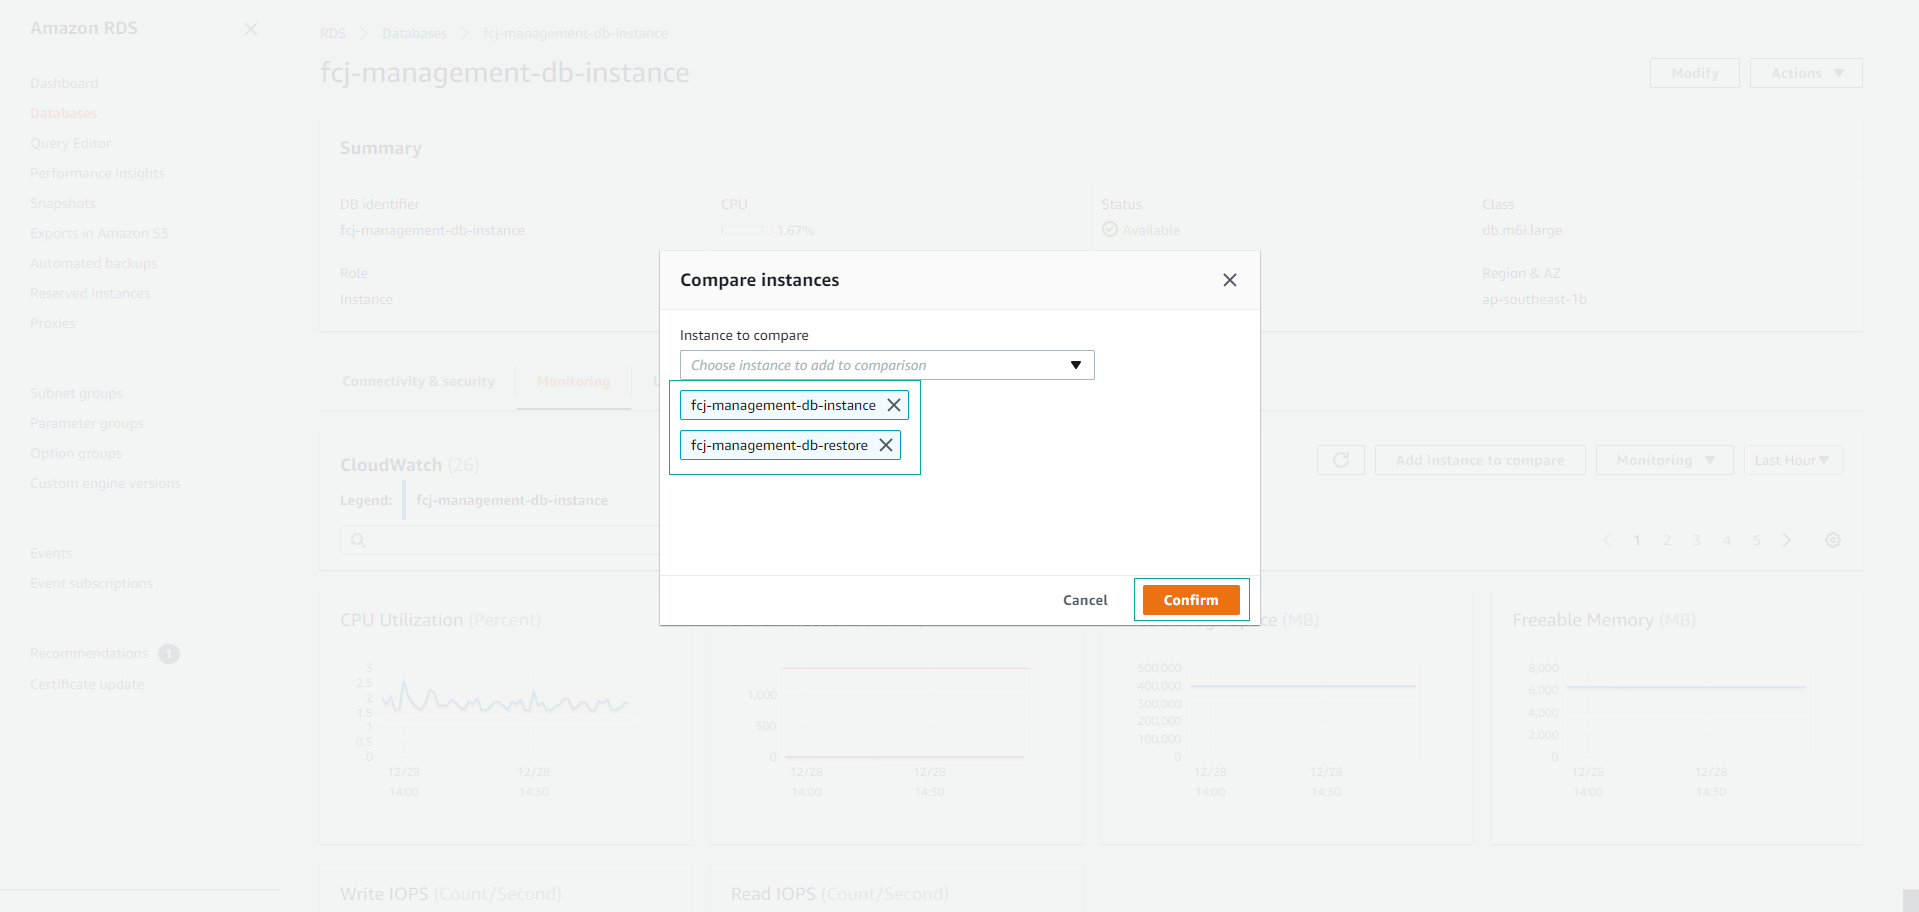 Amazon RDS
Dashboard
Databases
Query Editor
Performance insights
Snapshots
Exports in Amazon S3
Automated backups
Reserved instances
Proxies
Subnet groups
Parameter groups
Option groups
Custom engine versions
Events
Event subscriptions
Recommendations 1
Certificate update
RDS Databases fcj-management-db-instance
fcj-management-db-instance
Modify Actions
Summary
DB identifier CPU Status Class
fcj-management-db-instance 1.67% Available db.m6i.large
Role Region & AZ
Instance ap-southeast-1b
Compare instances
Instance to compare
Choose instance to add to comparison
fcj-management-db-instance
fcj-management-db-restore
Cancel Confirm
Connectivity & security Monitoring
CloudWatch (26)
Add instance to compare Monitoring Last Hour
Legend: fcj-management-db-instance
1 2 3 4 5
CPU Utilization (Percent)
3
2.5
2
1.5
1
0.5
0
12/28 12/28
14:00 14:30
1,000
500
0
12/28 12/28
14:00 14:30
(MB)
500,000
400,000
300,000
200,000
100,000
0
12/28 12/28
14:00 14:30
Freeable Memory (MB)
8,000
6,000
4,000
2,000
0
12/28 12/28
14:00 14:30
Write IOPS (Count/Second)
Read IOPS (Count/Second)